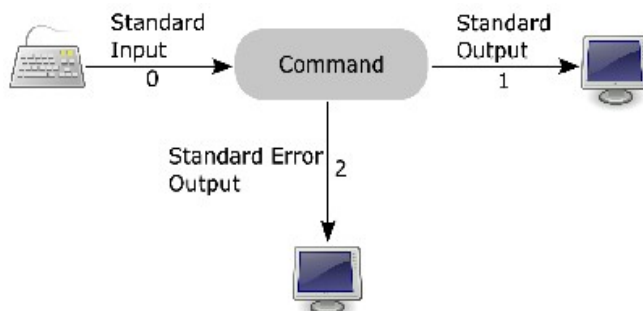 Standard
Input
0
Command
Standard
Output
1
Standard Error
Output
2